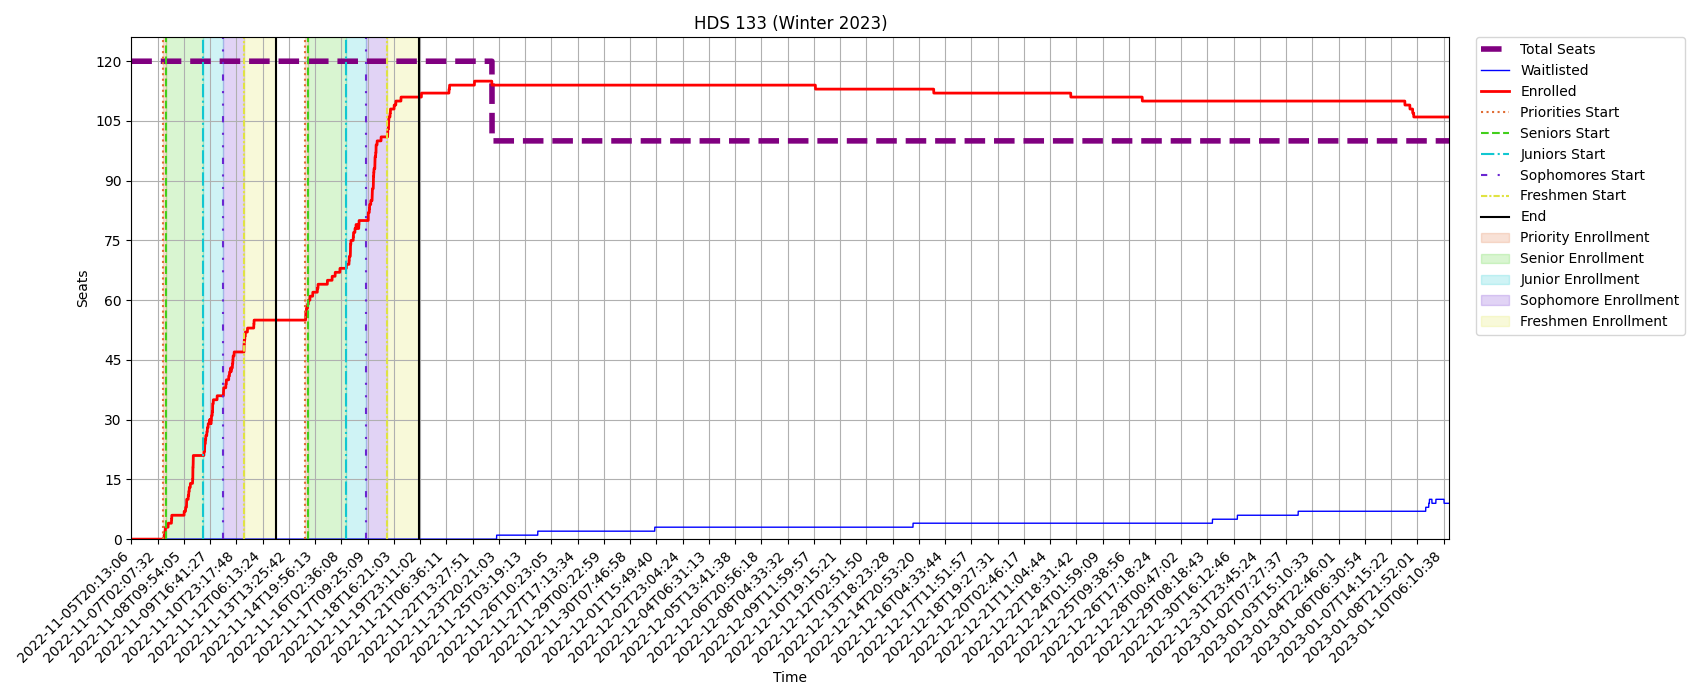 HDS 133 (Winter 2023)
Seats
120
105
90
75
60
45
30
15
0
2022-11-05T20:13:06
2022-11-07T02:07:32
2022-11-08T09:54:05
2022-11-09T16:41:27
2022-11-10T23:17:48
2022-11-12T06:13:24
2022-11-13T13:25:42
2022-11-14T19:56:13
2022-11-16T02:36:08
2022-11-17T09:25:09
2022-11-18T16:21:03
2022-11-19T23:11:02
2022-11-21T06:36:11
2022-11-22T13:27:51
2022-11-23T20:21:03
2022-11-25T03:19:13
2022-11-26T10:23:05
2022-11-27T17:13:34
2022-11-29T00:22:59
2022-11-30T07:46:58
2022-12-01T15:49:40
2022-12-02T23:04:24
2022-12-04T06:31:13
2022-12-05T13:41:38
2022-12-06T20:56:18
2022-12-08T04:33:32
2022-12-09T11:59:57
2022-12-10T19:15:21
2022-12-12T02:51:50
2022-12-13T18:23:28
2022-12-14T20:53:20
2022-12-16T04:33:44
2022-12-17T11:51:57
2022-12-18T19:27:31
2022-12-20T02:46:17
2022-12-21T11:04:44
2022-12-22T18:31:42
2022-12-24T01:59:09
2022-12-25T09:38:56
2022-12-26T17:18:24
2022-12-28T00:47:02
2022-12-29T08:18:43
2022-12-30T16:12:46
2022-12-31T23:45:24
2023-01-02T07:27:37
2023-01-03T15:10:33
2023-01-04T22:46:01
2023-01-06T06:30:54
2023-01-07T14:15:22
2023-01-08T21:52:01
2023-01-10T06:10:38
Time
Total Seats
Waitlisted
Enrolled
Priorities Start
Seniors Start
Juniors Start
Sophomores Start
Freshmen Start
End
Priority Enrollment
Senior Enrollment
Junior Enrollment
Sophomore Enrollment
Freshmen Enrollment